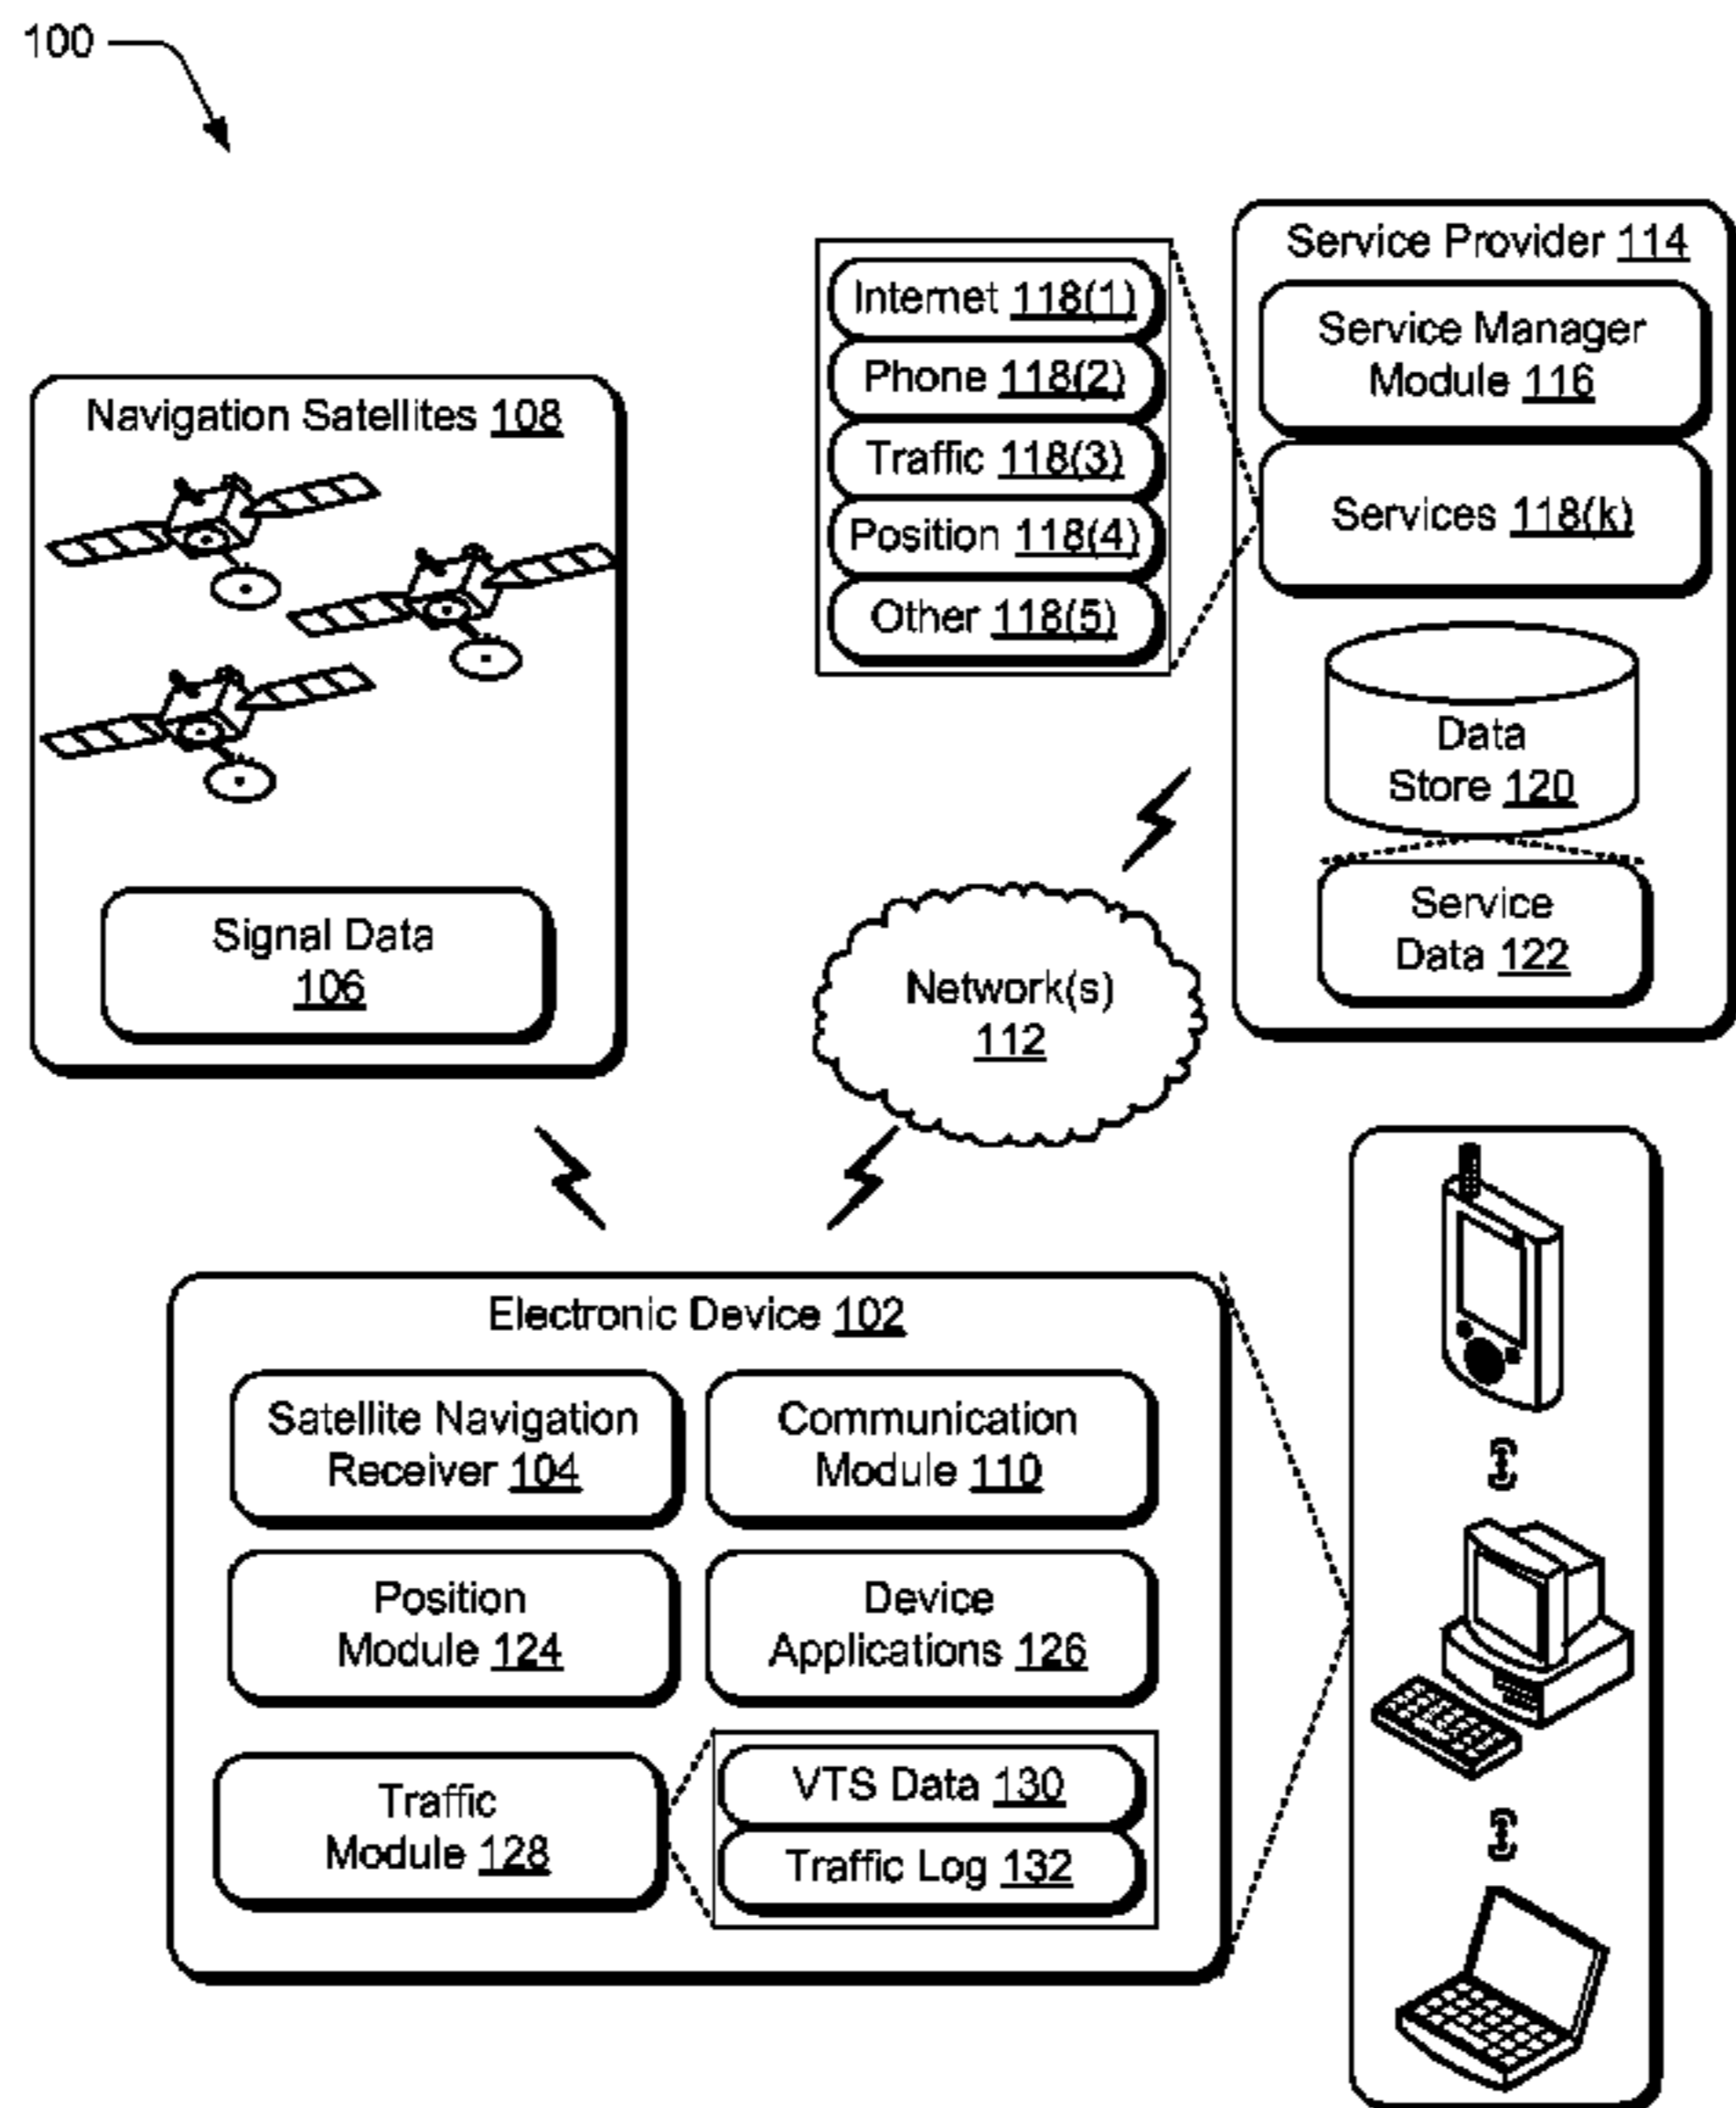 100
Service Provider 114
Service Manager
Module 116
Services 118(k)
Internet 118(1)
Phone 118(2)
Traffic 118(3)
Position 118(4)
Other 118(5)
Data
Store 120
Service
Data 122
Navigation Satellites 108
Signal Data
106
Network(s)
112
Electronic Device 102
Satellite Navigation
Receiver 104
Communication
Module 110
Position
Module 124
Device
Applications 126
Traffic
Module 128
VTS Data 130
Traffic Log 132